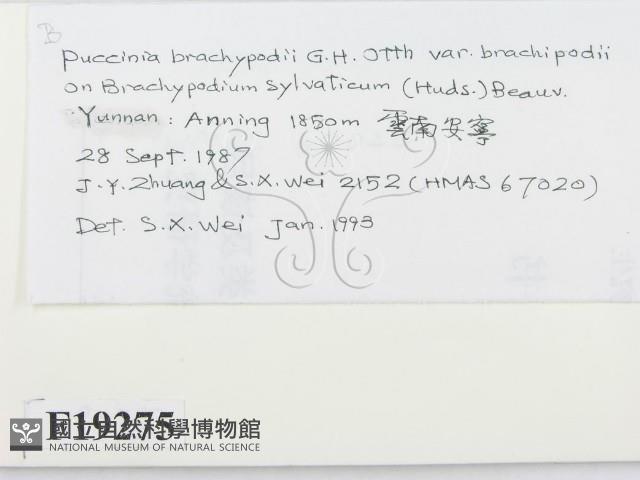 B
Puccinia brachypodii G.H. Otth var. brachipodii
on Brachypodium sylvaticum (Huds.) Beauv.
Yunnan: Anning 1850m 雲南安寧
28 Sept. 1987
J.Y. Zhuang & S.X. Wei 2152 (HMAS 67020)
Det. S.X. Wei Jan. 1993
F19275
國立自然科學博物館
NATIONAL MUSEUM OF NATURAL SCIENCE